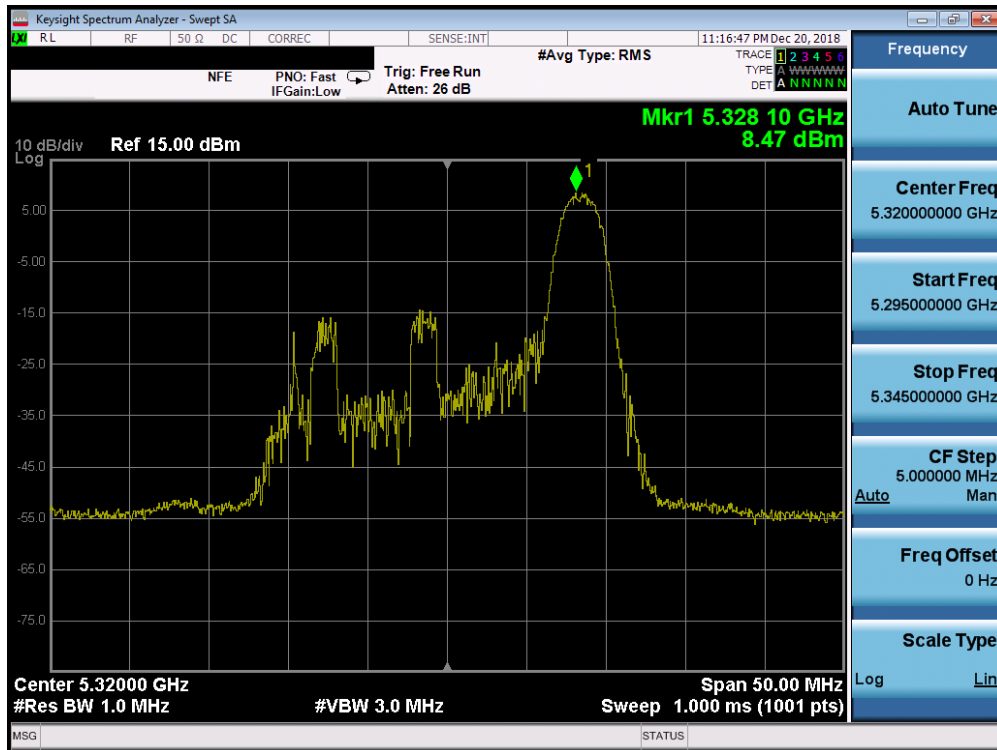 Keysight Spectrum Analyzer - Swept SA
LXI RL RF 50 Ω DC CORREC SENSE:INT 11:16:47 PM Dec 20, 2018
#Avg Type: RMS TRACE 1 2 3 4 5 6
NFE PNO: Fast Trig: Free Run TYPE A WWWWW
IFGain:Low Atten: 26 dB DET A N N N N N
Mkr1 5.328 10 GHz
8.47 dBm
10 dB/div Ref 15.00 dBm
Log
1
5.00
-5.00
-15.0
-25.0
-35.0
-45.0
-55.0
-65.0
-75.0
Center 5.32000 GHz Span 50.00 MHz
#Res BW 1.0 MHz #VBW 3.0 MHz Sweep 1.000 ms (1001 pts)
MSG STATUS
Frequency
Auto Tune
Center Freq
5.320000000 GHz
Start Freq
5.295000000 GHz
Stop Freq
5.345000000 GHz
CF Step
5.000000 MHz
Auto Man
Freq Offset
0 Hz
Scale Type
Log Lin